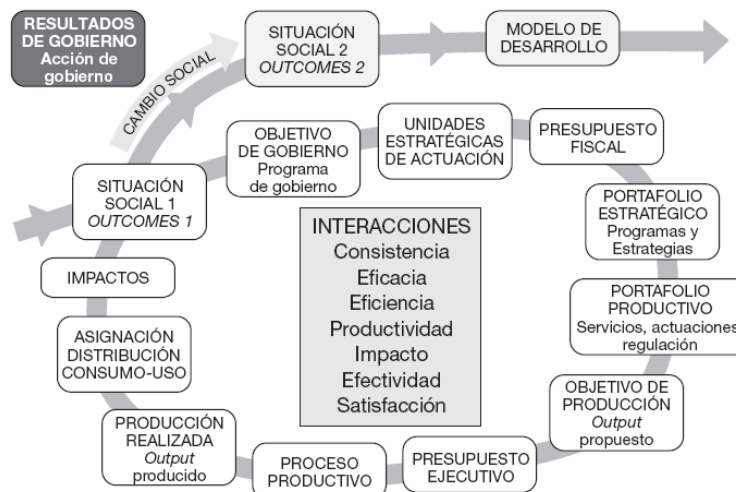 RESULTADOS
DE GOBIERNO
Acción de
gobierno
CAMBIO SOCIAL
SITUACIÓN
SOCIAL 2
OUTCOMES 2
MODELO DE
DESARROLLO
SITUACIÓN
SOCIAL 1
OUTCOMES 1
OBJETIVO
DE GOBIERNO
Programa
de gobierno
UNIDADES
ESTRATÉGICAS
DE ACTUACIÓN
PRESUPUESTO
FISCAL
PORTAFOLIO
ESTRATÉGICO
Programas y
Estrategias
PORTAFOLIO
PRODUCTIVO
Servicios, actuaciones
regulación
OBJETIVO DE
PRODUCCIÓN
Output
propuesto
PRESUPUESTO
EJECUTIVO
PROCESO
PRODUCTIVO
PRODUCCIÓN
REALIZADA
Output
producido
ASIGNACIÓN
DISTRIBUCIÓN
CONSUMO-USO
IMPACTOS
INTERACCIONES
Consistencia
Eficacia
Eficiencia
Productividad
Impacto
Efectividad
Satisfacción